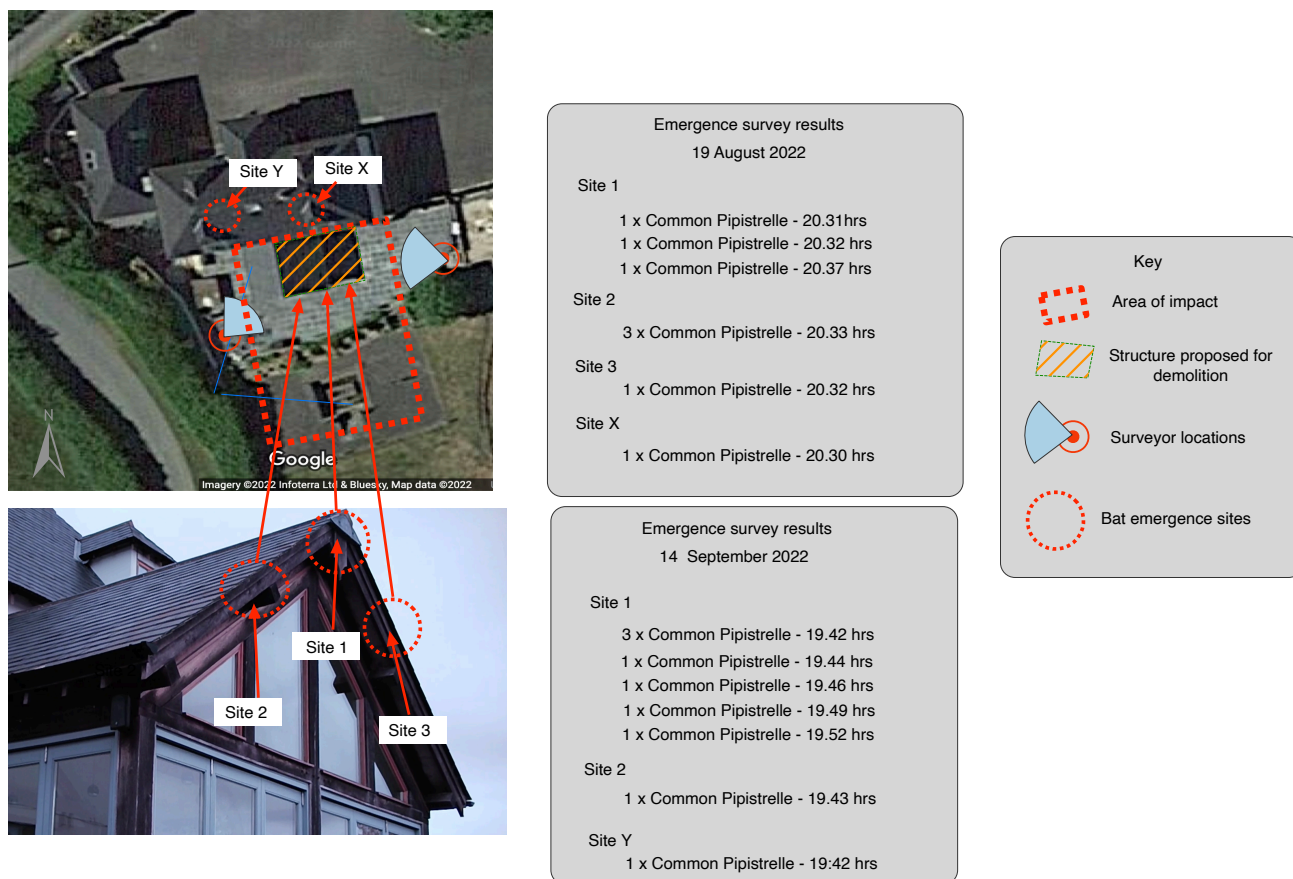 Site Y
Site X
N
Google
Imagery ©2022 Infoterra Ltd & Bluesky, Map data ©2022
Site 1
Site 2
Site 3
Emergence survey results
19 August 2022
Site 1
1 x Common Pipistrelle - 20.31hrs
1 x Common Pipistrelle - 20.32 hrs
1 x Common Pipistrelle - 20.37 hrs
Site 2
3 x Common Pipistrelle - 20.33 hrs
Site 3
1 x Common Pipistrelle - 20.32 hrs
Site X
1 x Common Pipistrelle - 20.30 hrs
Emergence survey results
14 September 2022
Site 1
3 x Common Pipistrelle - 19.42 hrs
1 x Common Pipistrelle - 19.44 hrs
1 x Common Pipistrelle - 19.46 hrs
1 x Common Pipistrelle - 19.49 hrs
1 x Common Pipistrelle - 19.52 hrs
Site 2
1 x Common Pipistrelle - 19.43 hrs
Site Y
1 x Common Pipistrelle - 19:42 hrs
Key
Area of impact
Structure proposed for
demolition
Surveyor locations
Bat emergence sites